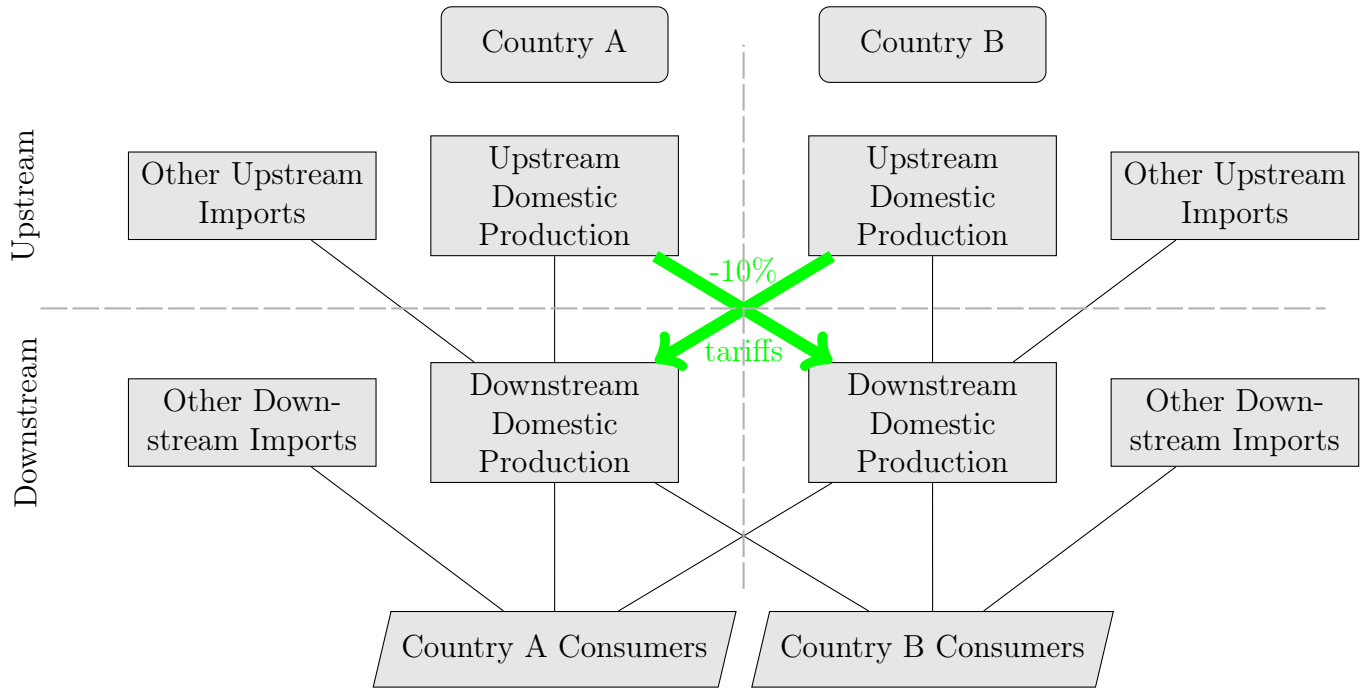 Country A
Country B
Upstream
Other Upstream
Imports
Upstream
Domestic
Production
Upstream
Domestic
Production
Other Upstream
Imports
-10%
tariffs
Downstream
Other Down-
stream Imports
Downstream
Domestic
Production
Downstream
Domestic
Production
Other Down-
stream Imports
Country A Consumers
Country B Consumers